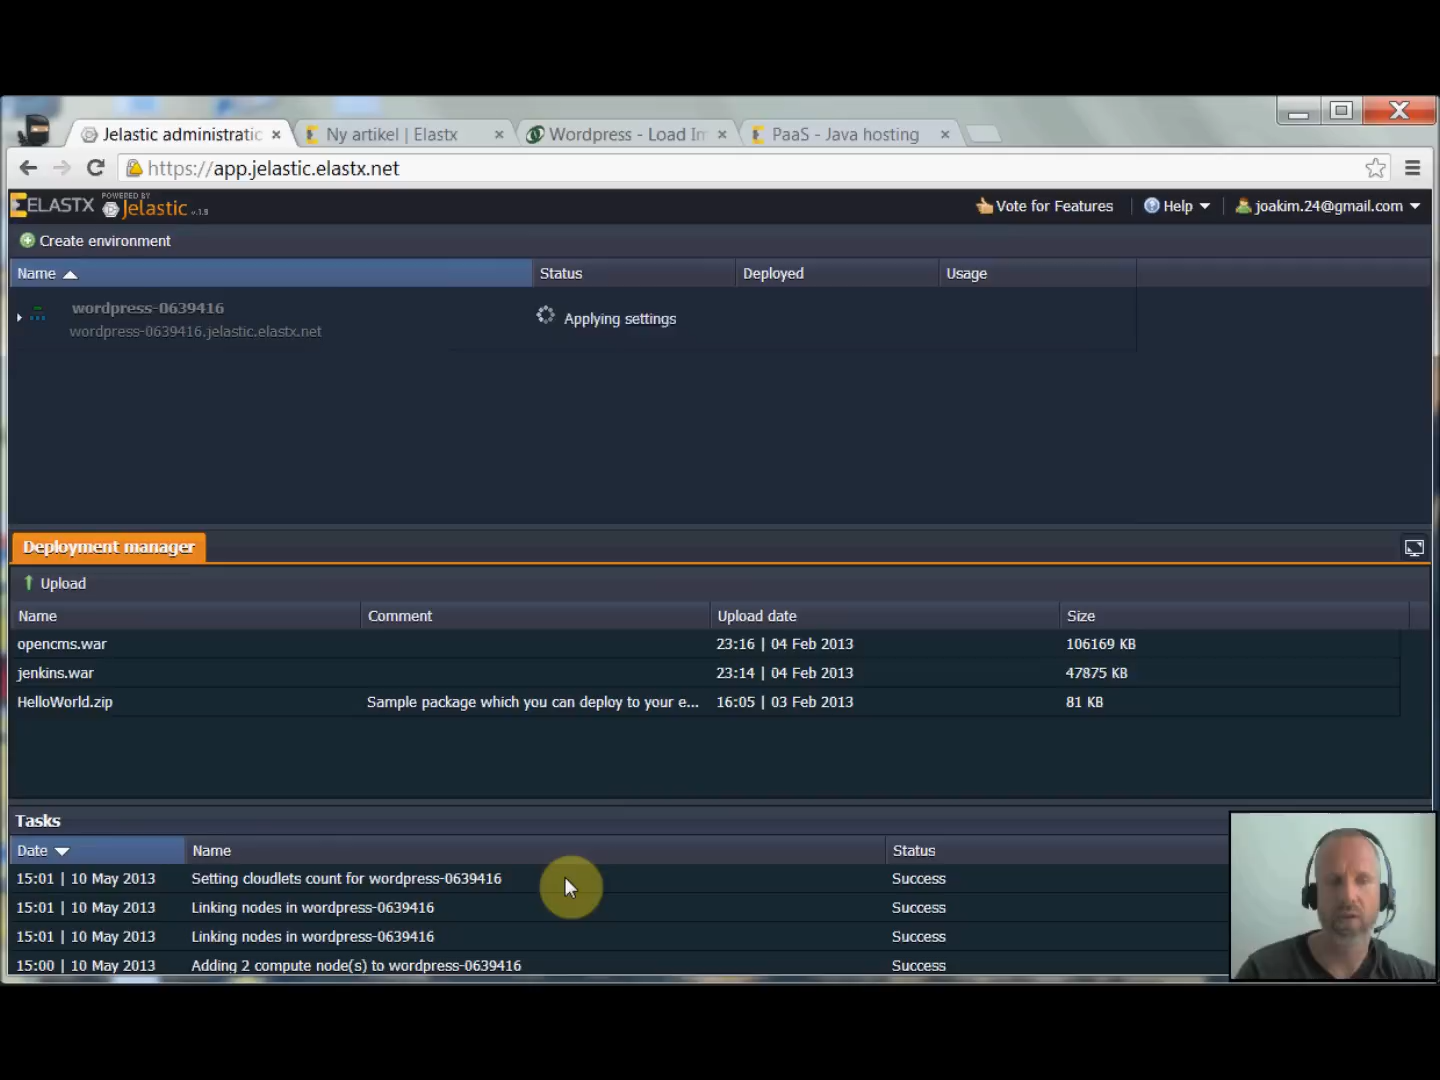 Jelastic administratio
Ny artikel | Elastx
Wordpress - Load Im
PaaS - Java hosting
https://app.jelastic.elastx.net
ELASTX
POWERED BY
Jelastic v.1.9
Vote for Features
Help
joakim.24@gmail.com
Create environment
Name Status Deployed Usage
wordpress-0639416
wordpress-0639416.jelastic.elastx.net
Applying settings
Deployment manager
Upload
Name Comment Upload date Size
opencms.war 23:16 | 04 Feb 2013 106169 KB
jenkins.war 23:14 | 04 Feb 2013 47875 KB
HelloWorld.zip Sample package which you can deploy to your e... 16:05 | 03 Feb 2013 81 KB
Tasks
Date Name Status
15:01 | 10 May 2013 Setting cloudlets count for wordpress-0639416 Success
15:01 | 10 May 2013 Linking nodes in wordpress-0639416 Success
15:01 | 10 May 2013 Linking nodes in wordpress-0639416 Success
15:00 | 10 May 2013 Adding 2 compute node(s) to wordpress-0639416 Success